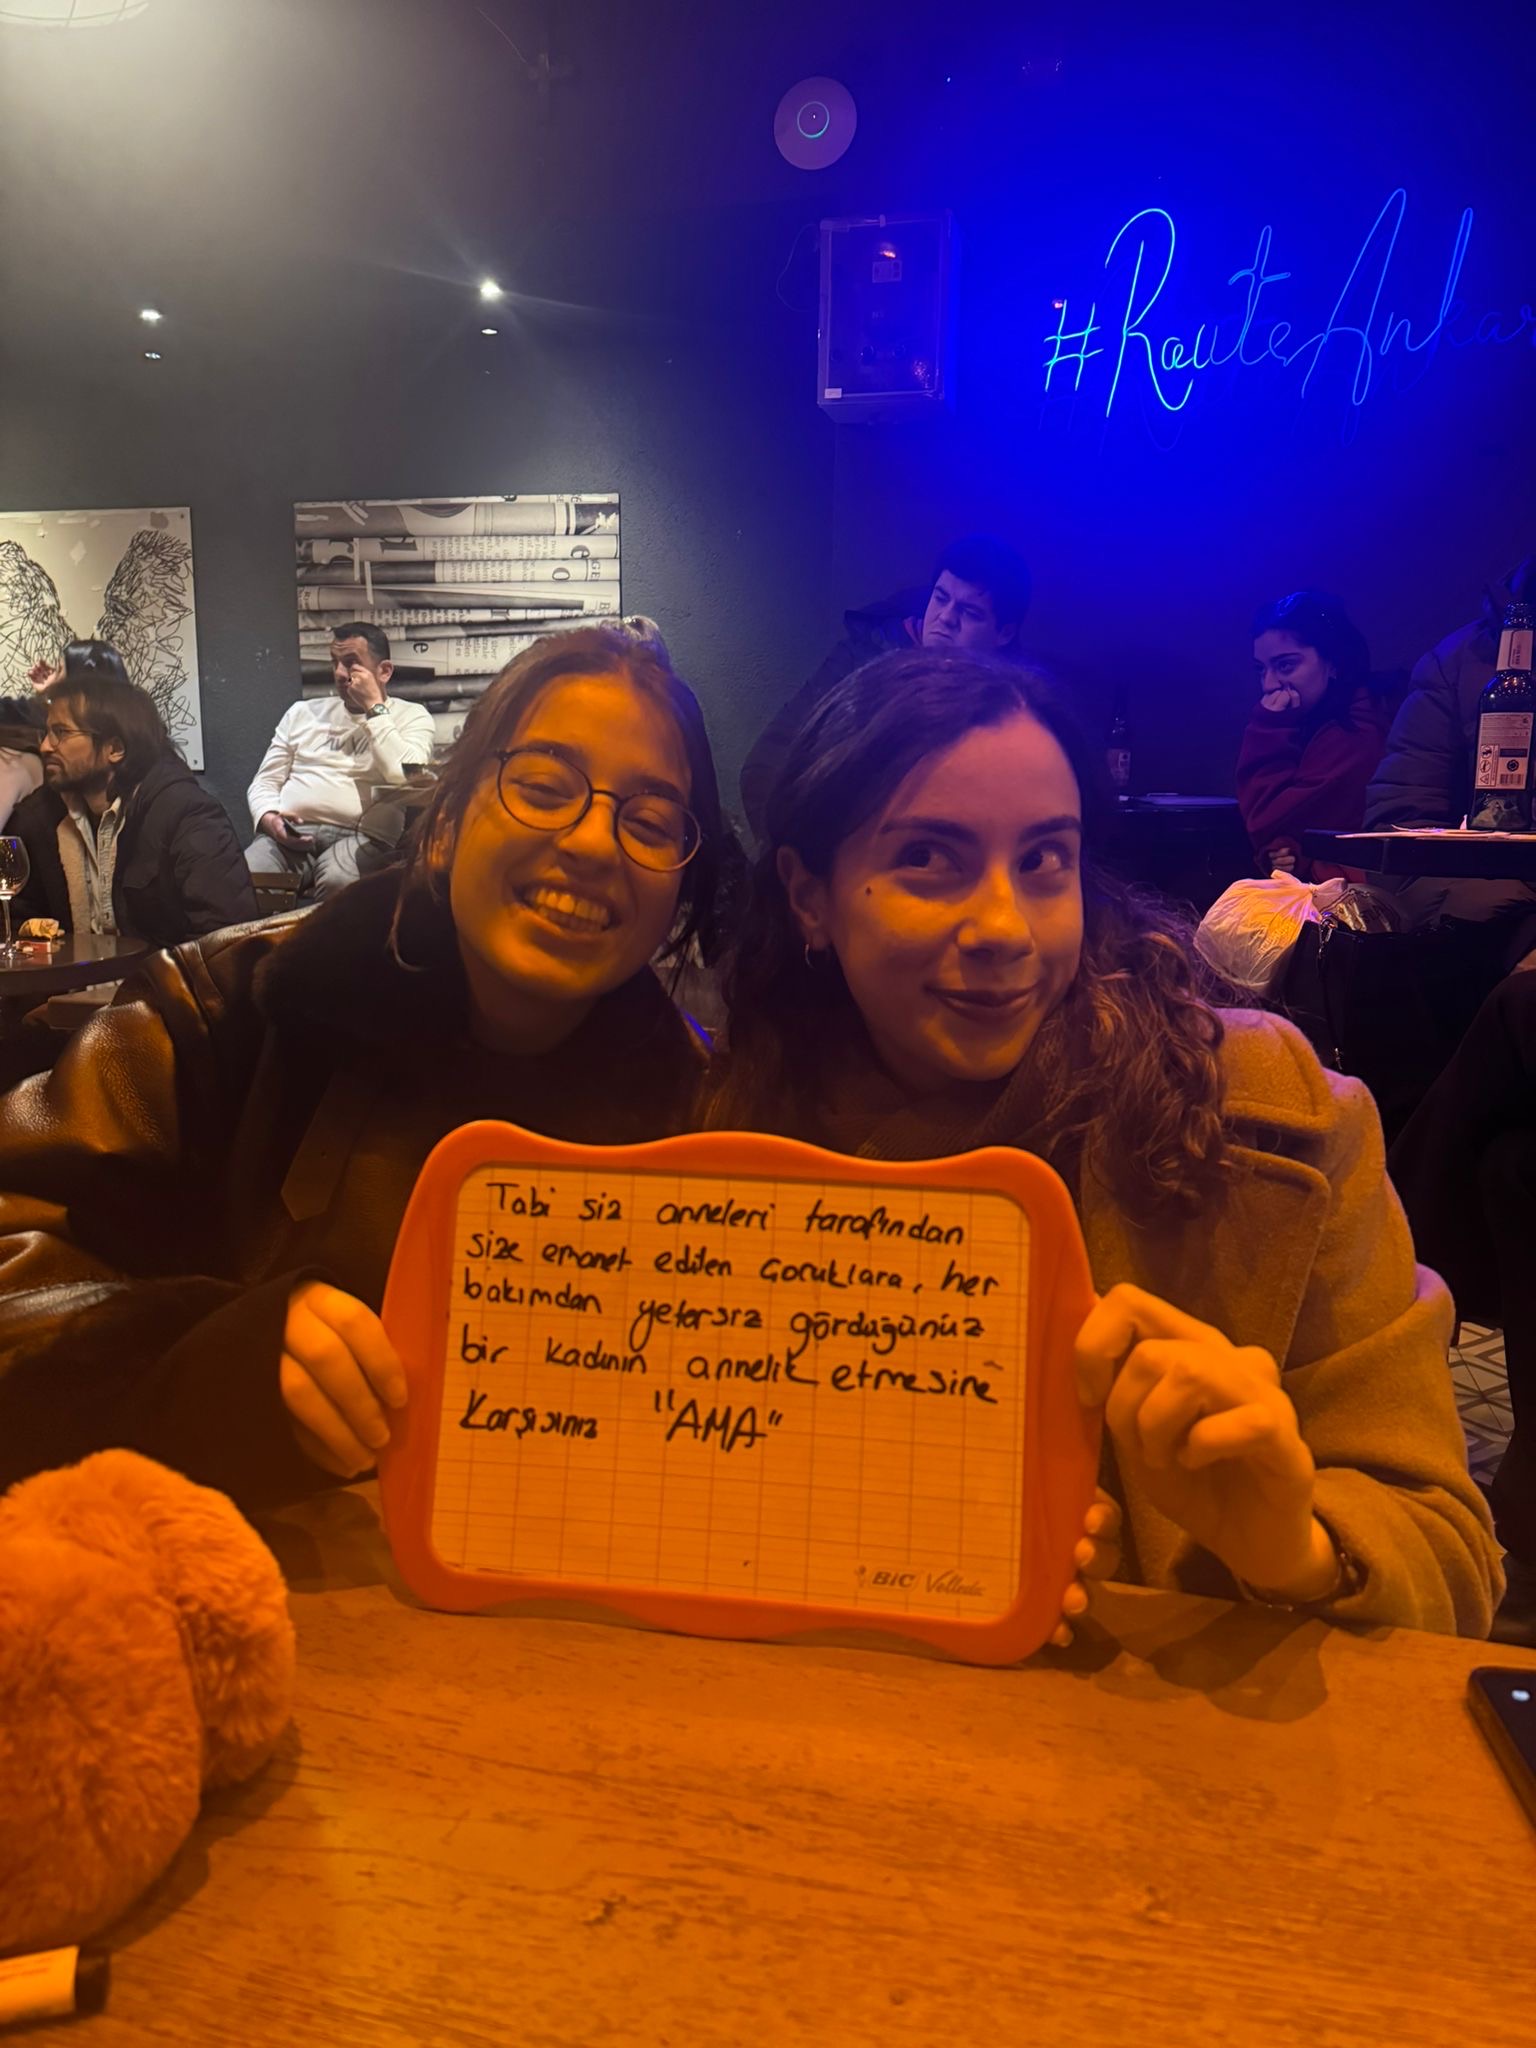 #RouteAnkar
Tabi siz anneleri tarafından
size emanet edilen çocuklara, her
bakımdan yetersiz gördüğünüz
bir kadının annelik etmesine
karşısınız "AMA"
BIC Velleda